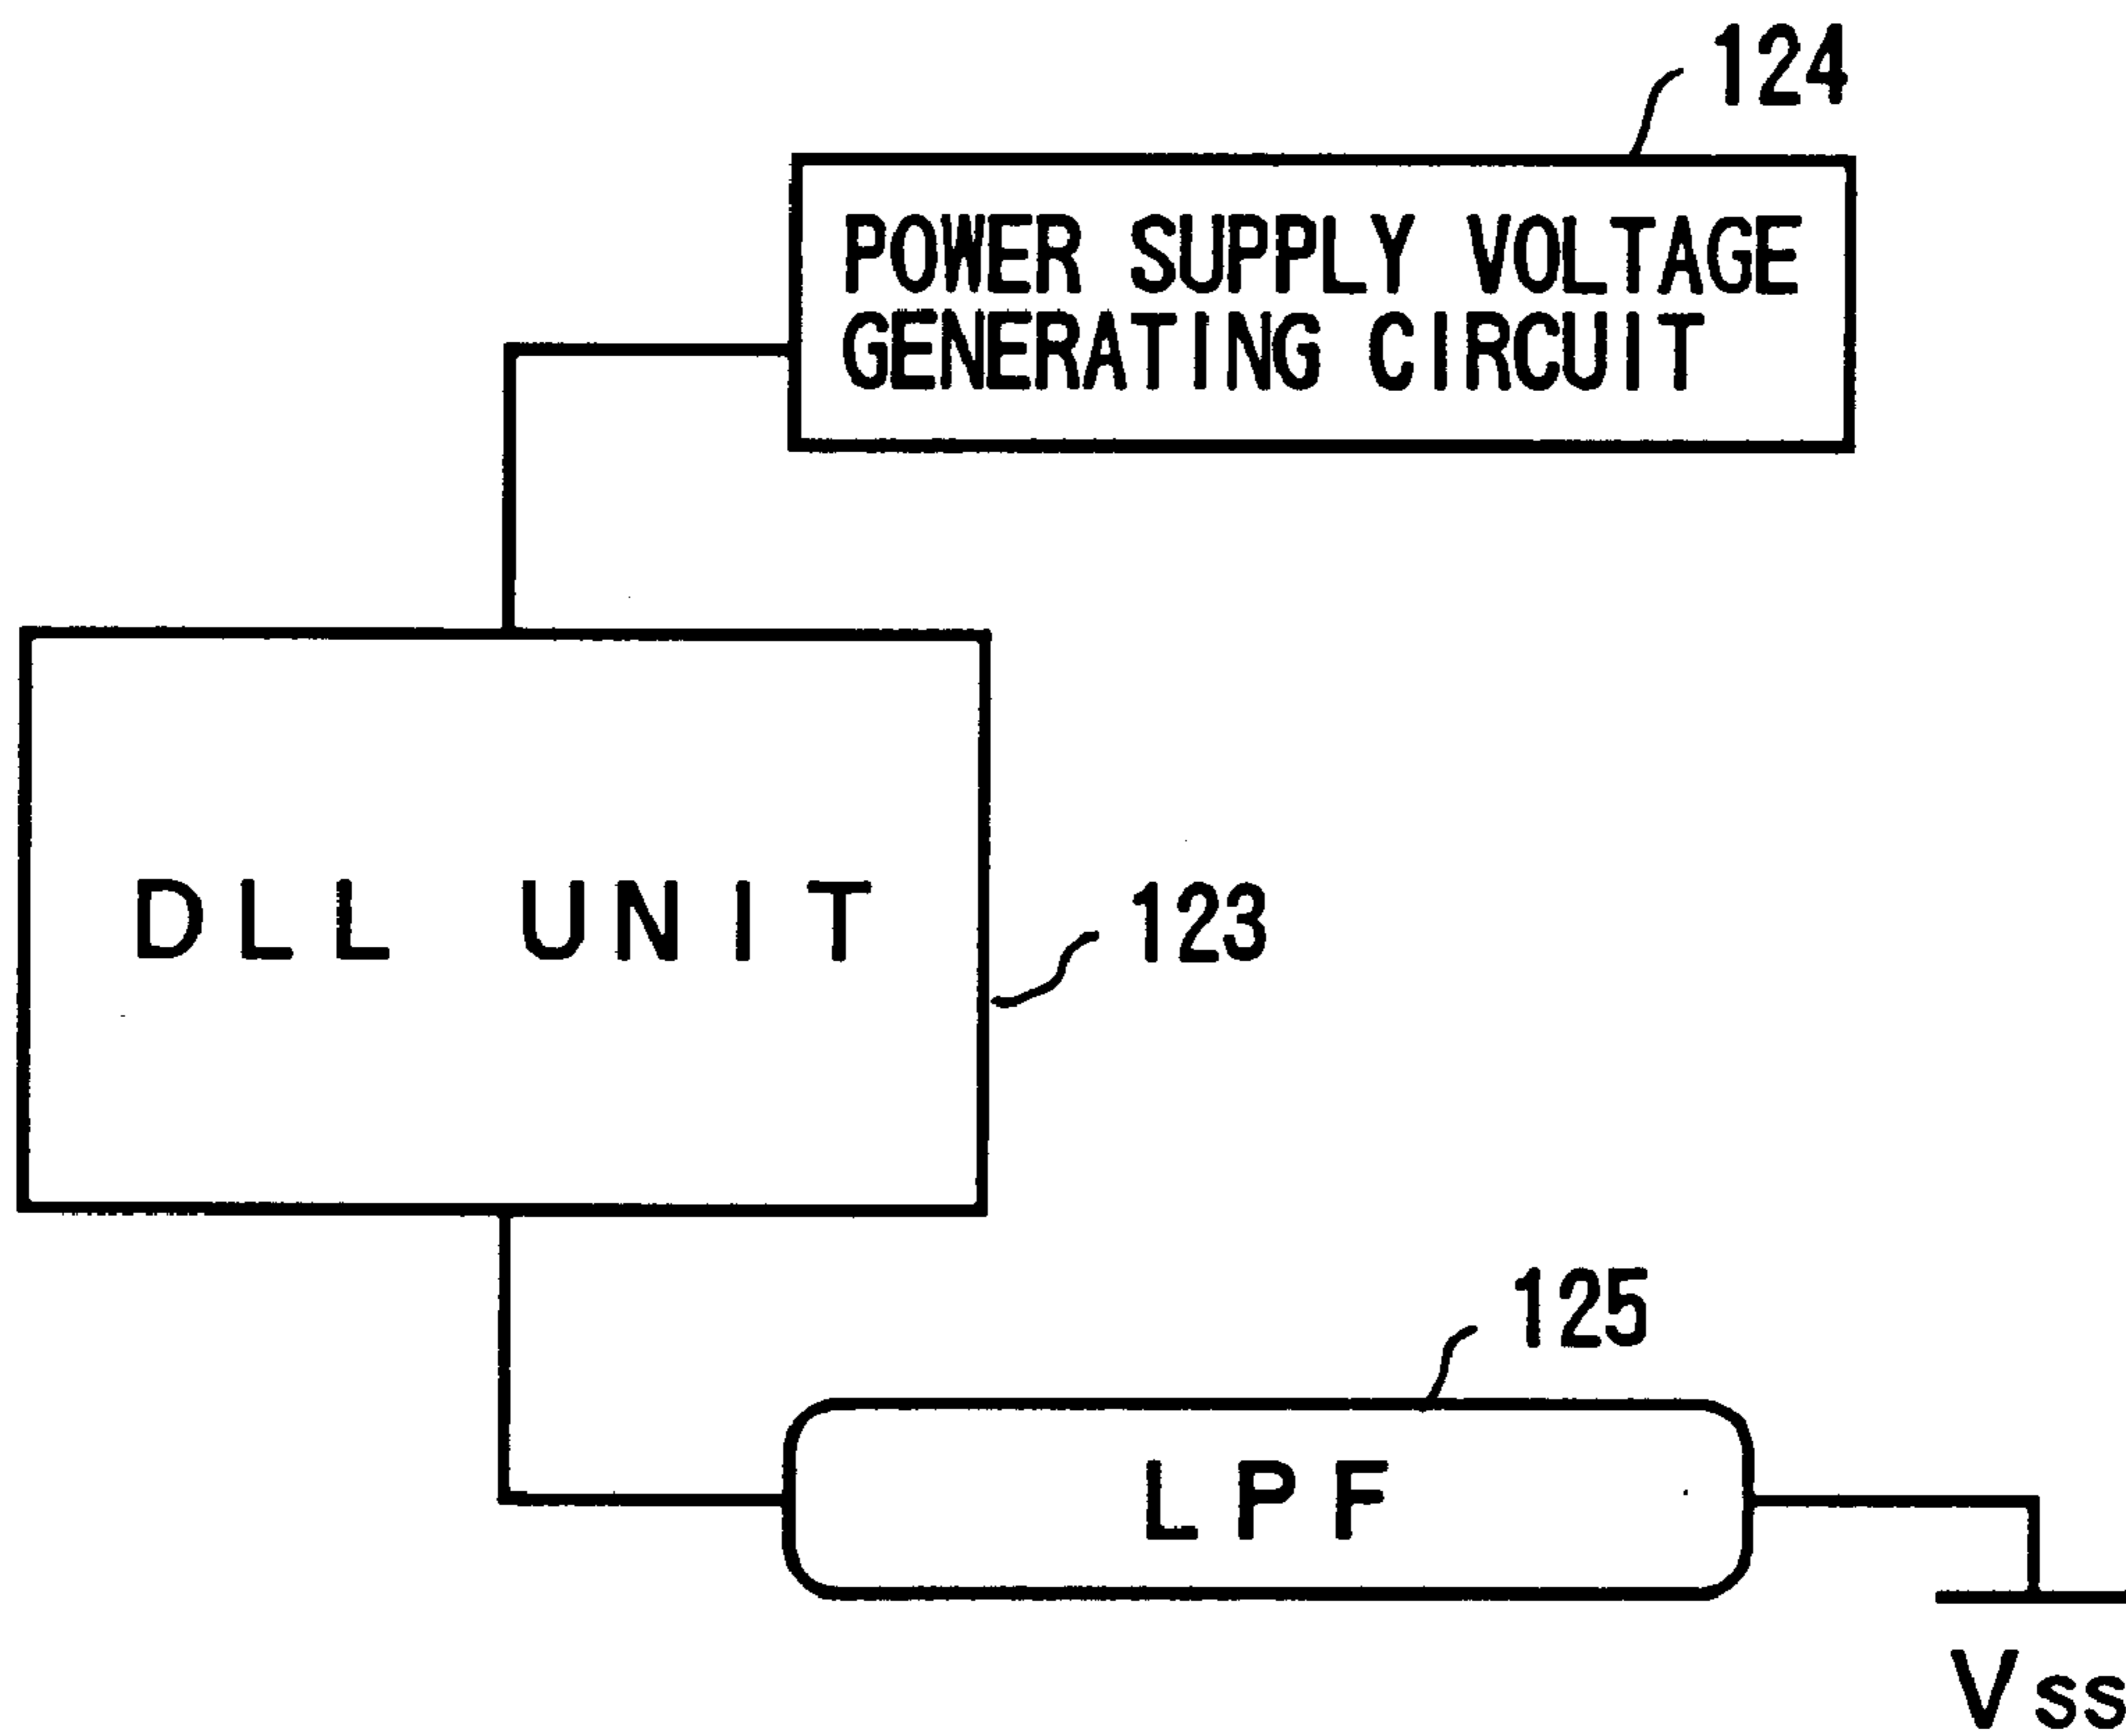 124
POWER SUPPLY VOLTAGE
GENERATING CIRCUIT
DLL UNIT
123
125
LPF
Vss